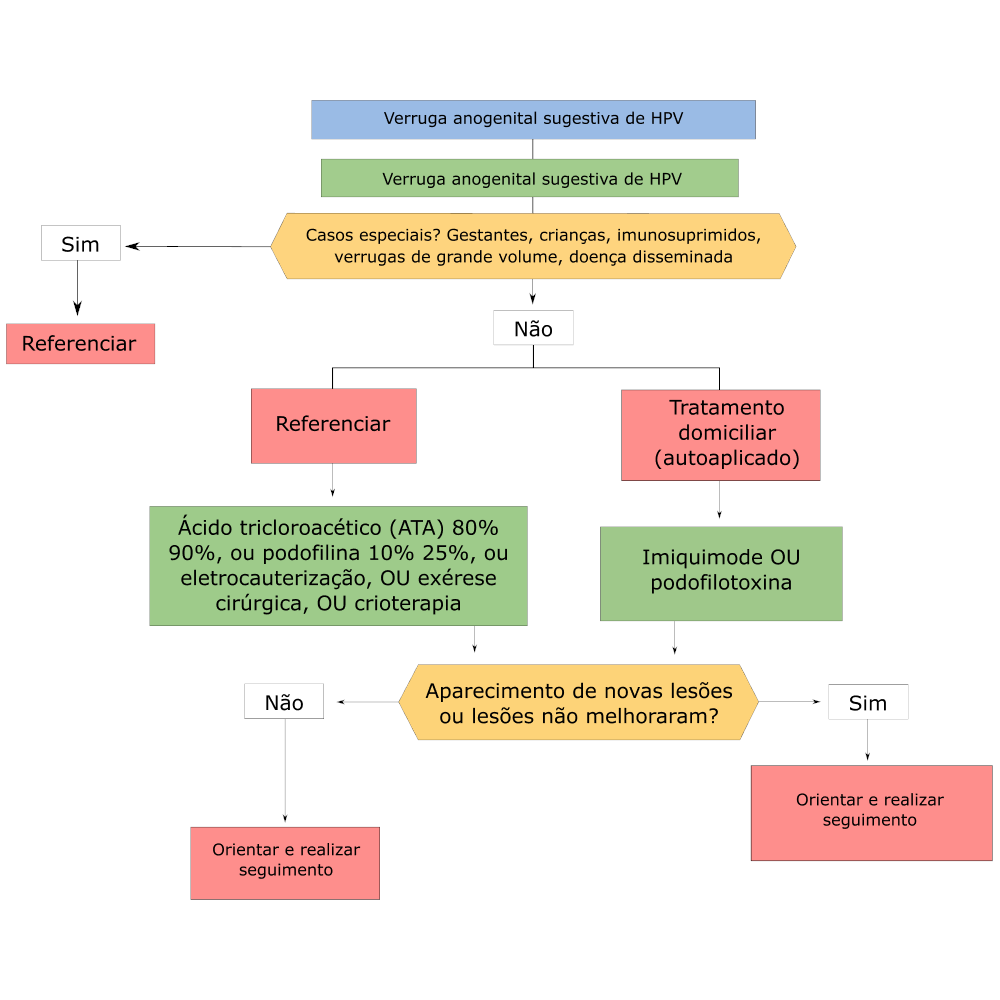 Verruga anogenital sugestiva de HPV
Verruga anogenital sugestiva de HPV
Casos especiais? Gestantes, crianças, imunosuprimidos,
verrugas de grande volume, doença disseminada
Sim
Referenciar
Não
Referenciar
Tratamento
domiciliar
(autoaplicado)
Ácido tricloroacético (ATA) 80%
90%, ou podofilina 10% 25%, ou
eletrocauterização, OU exérese
cirúrgica, OU crioterapia
Imiquimode OU
podofilotoxina
Aparecimento de novas lesões
ou lesões não melhoraram?
Não
Sim
Orientar e realizar
seguimento
Orientar e realizar
seguimento